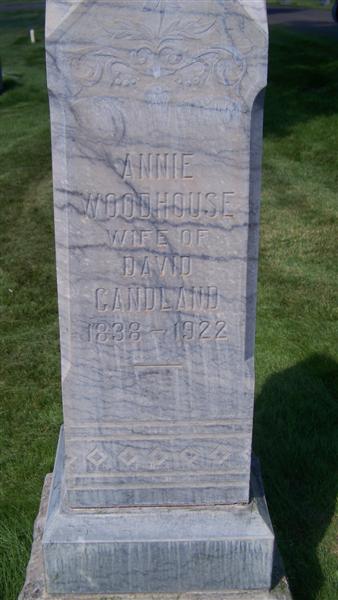 ANNIE
WOODHOUSE
WIFE OF
DAVID
CANDLAND
1838-1922